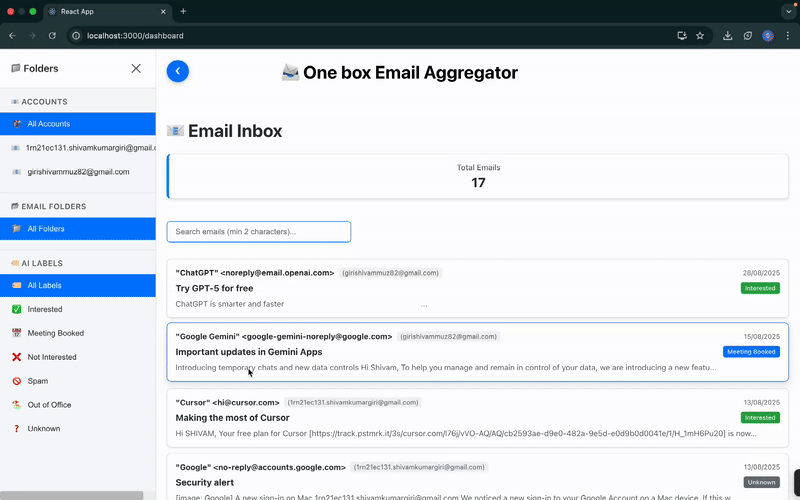 React App
localhost:3000/dashboard
Folders
ACCOUNTS
All Accounts
1rn21ec131.shivamkumargiri@gmail.c
girishivammuz82@gmail.com
EMAIL FOLDERS
All Folders
AI LABELS
All Labels
Interested
Meeting Booked
Not Interested
Spam
Out of Office
Unknown
One box Email Aggregator
Email Inbox
Total Emails
17
Search emails (min 2 characters)...
"ChatGPT" <noreply@email.openai.com> (girishivammuz82@gmail.com) 28/08/2025
Try GPT-5 for free Interested
ChatGPT is smarter and faster ...
"Google Gemini" <google-gemini-noreply@google.com> (girishivammuz82@gmail.com) 15/08/2025
Important updates in Gemini Apps Meeting Booked
Introducing temporary chats and new data controls Hi Shivam, To help you manage and remain in control of your data, we are introducing a new featu...
"Cursor" <hi@cursor.com> (1rn21ec131.shivamkumargiri@gmail.com) 13/08/2025
Making the most of Cursor Interested
Hi SHIVAM, Your free plan for Cursor [https://track.pstmrk.it/3s/cursor.com/l76j/vVO-AQ/AQ/cb2593ae-d9e0-482a-9e5d-e0d9b0d0041e/1/H_1mH6Pu20] is now...
"Google" <no-reply@accounts.google.com> (1rn21ec131.shivamkumargiri@gmail.com) 13/08/2025
Security alert Unknown
[image: Google] A new sign-in on Mac 1rn21ec131.shivamkumargiri@gmail.com We noticed a new sign-in to your Google Account on a Mac device. If this w